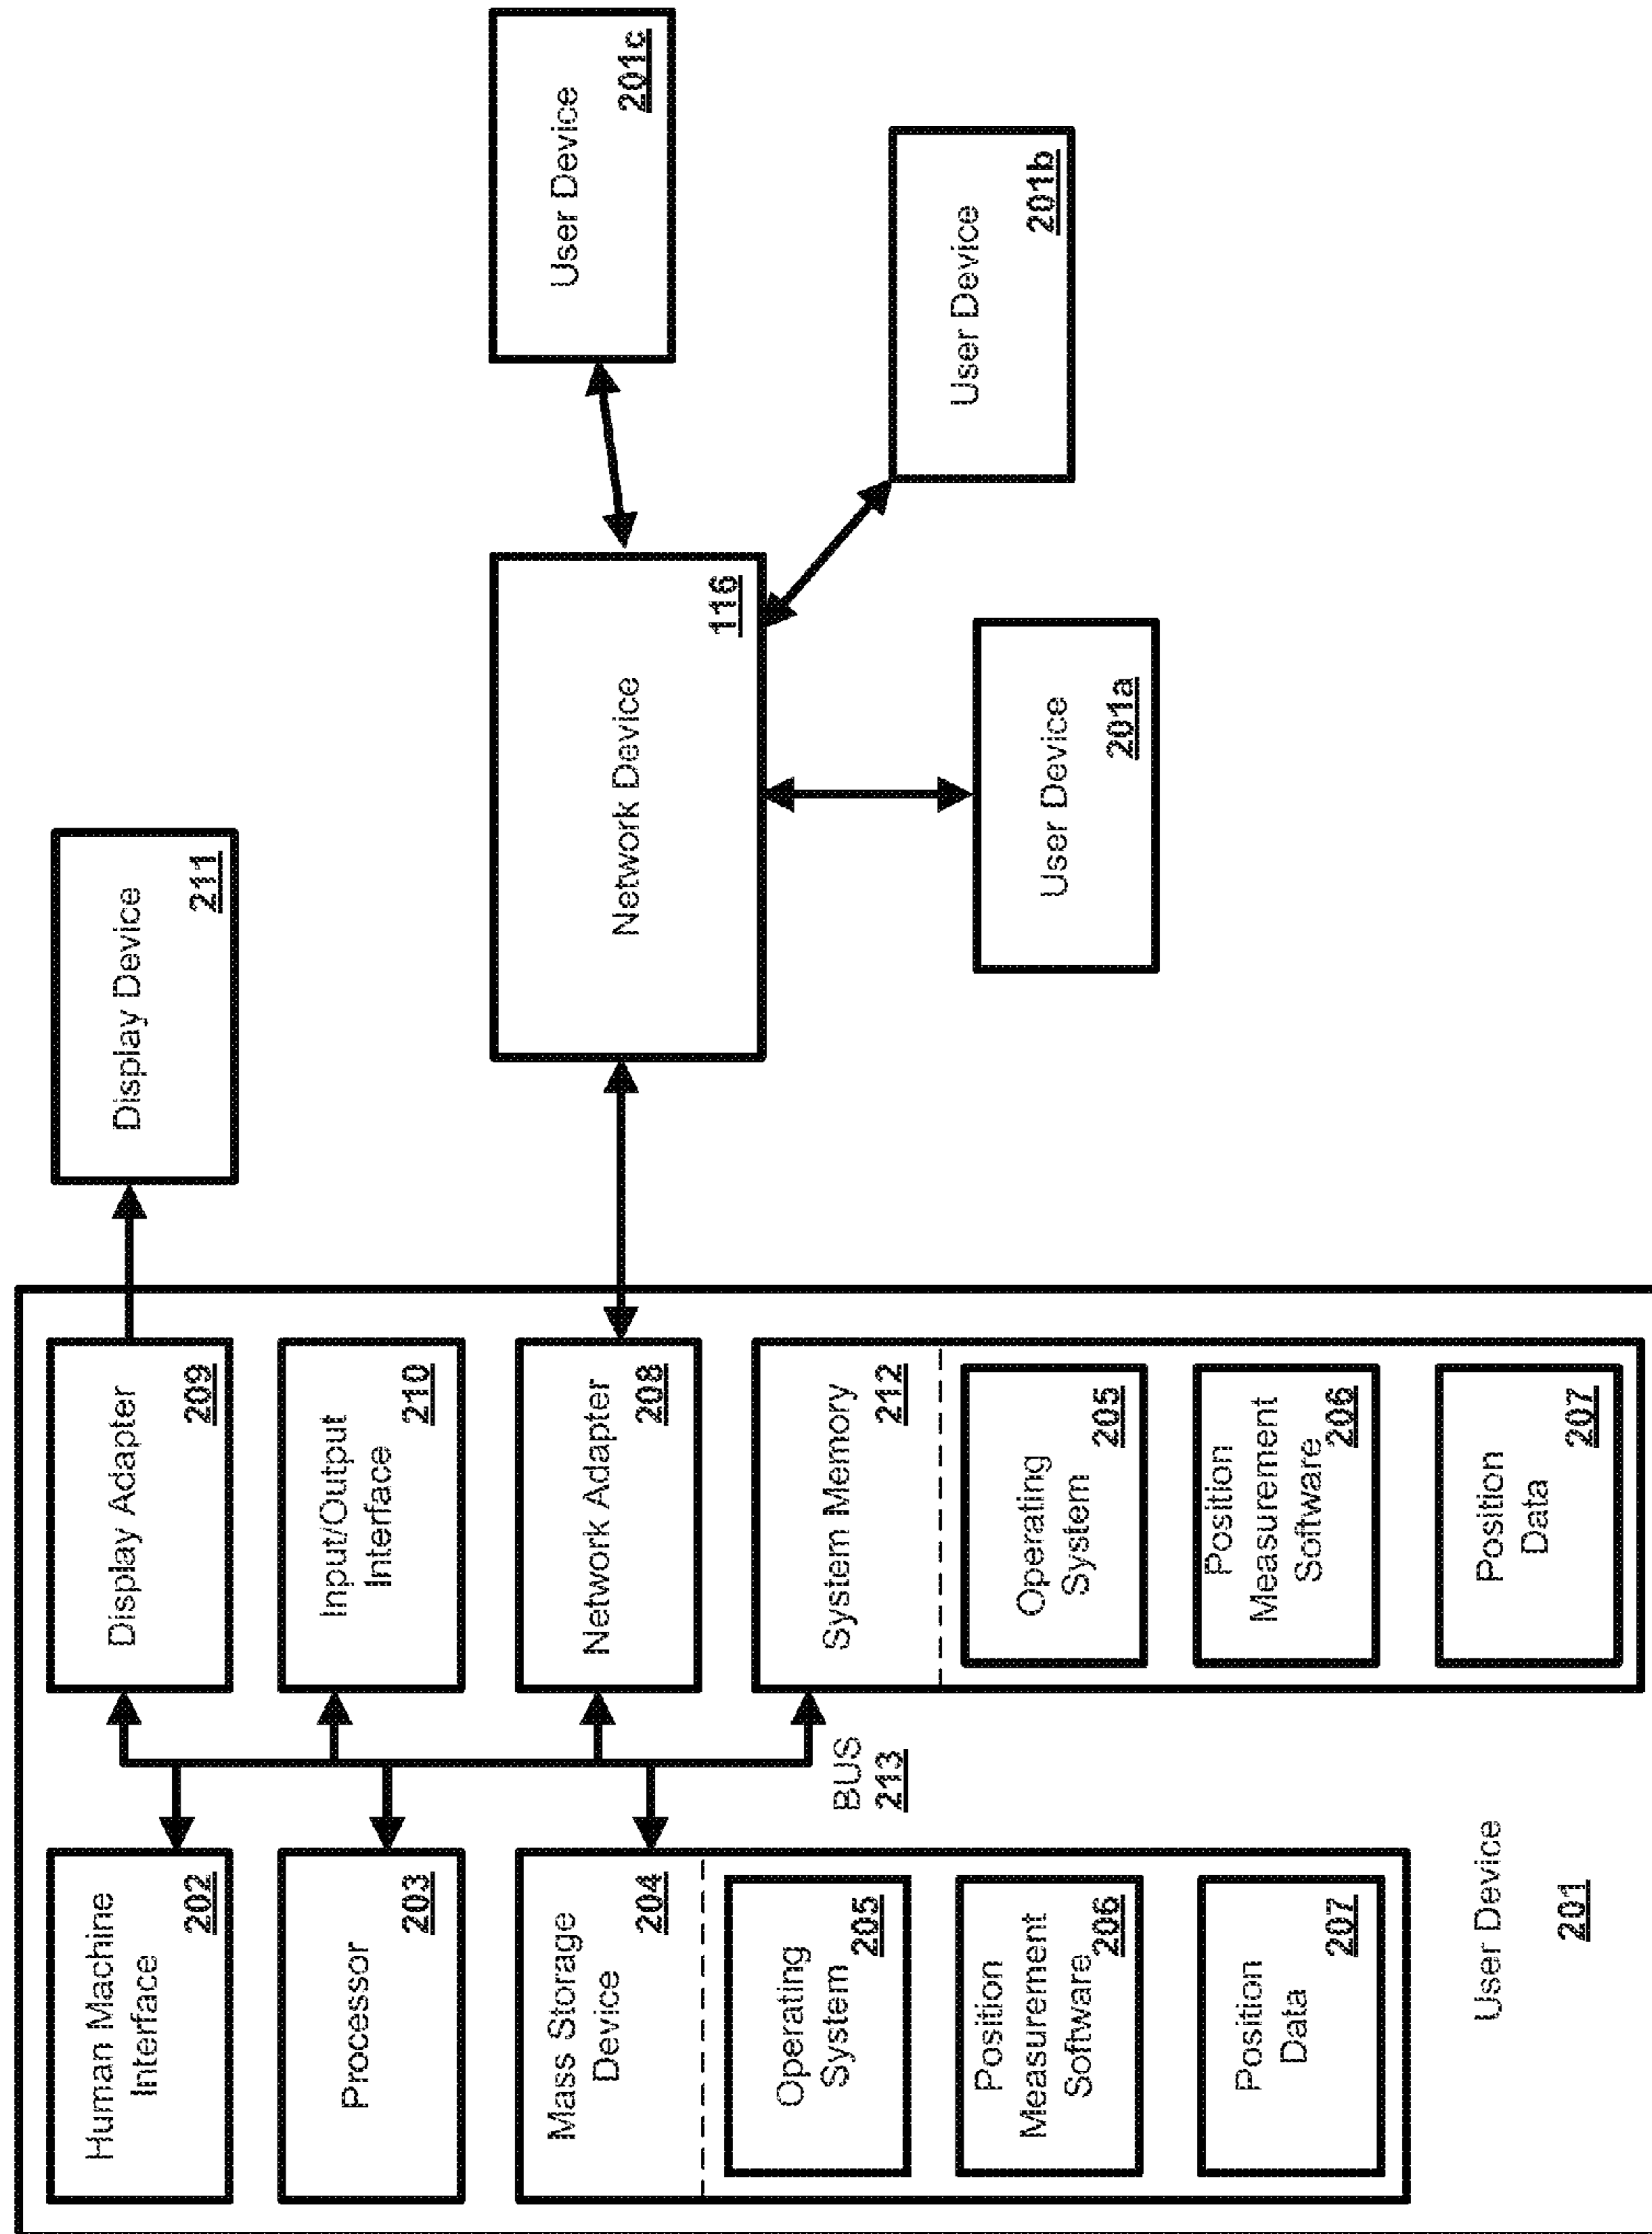 Human Machine
Interface
202
Processor
203
Mass Storage
Device
204
Operating
System
205
Position
Measurement
Software
206
Position
Data
207
Display Adapter
209
Input/Output
Interface
210
Network Adapter
208
System Memory
212
Operating
System
205
Position
Measurement
Software
206
Position
Data
207
BUS
213
User Device
201
Display Device
211
Network Device
116
User Device
201a
User Device
201b
User Device
201c